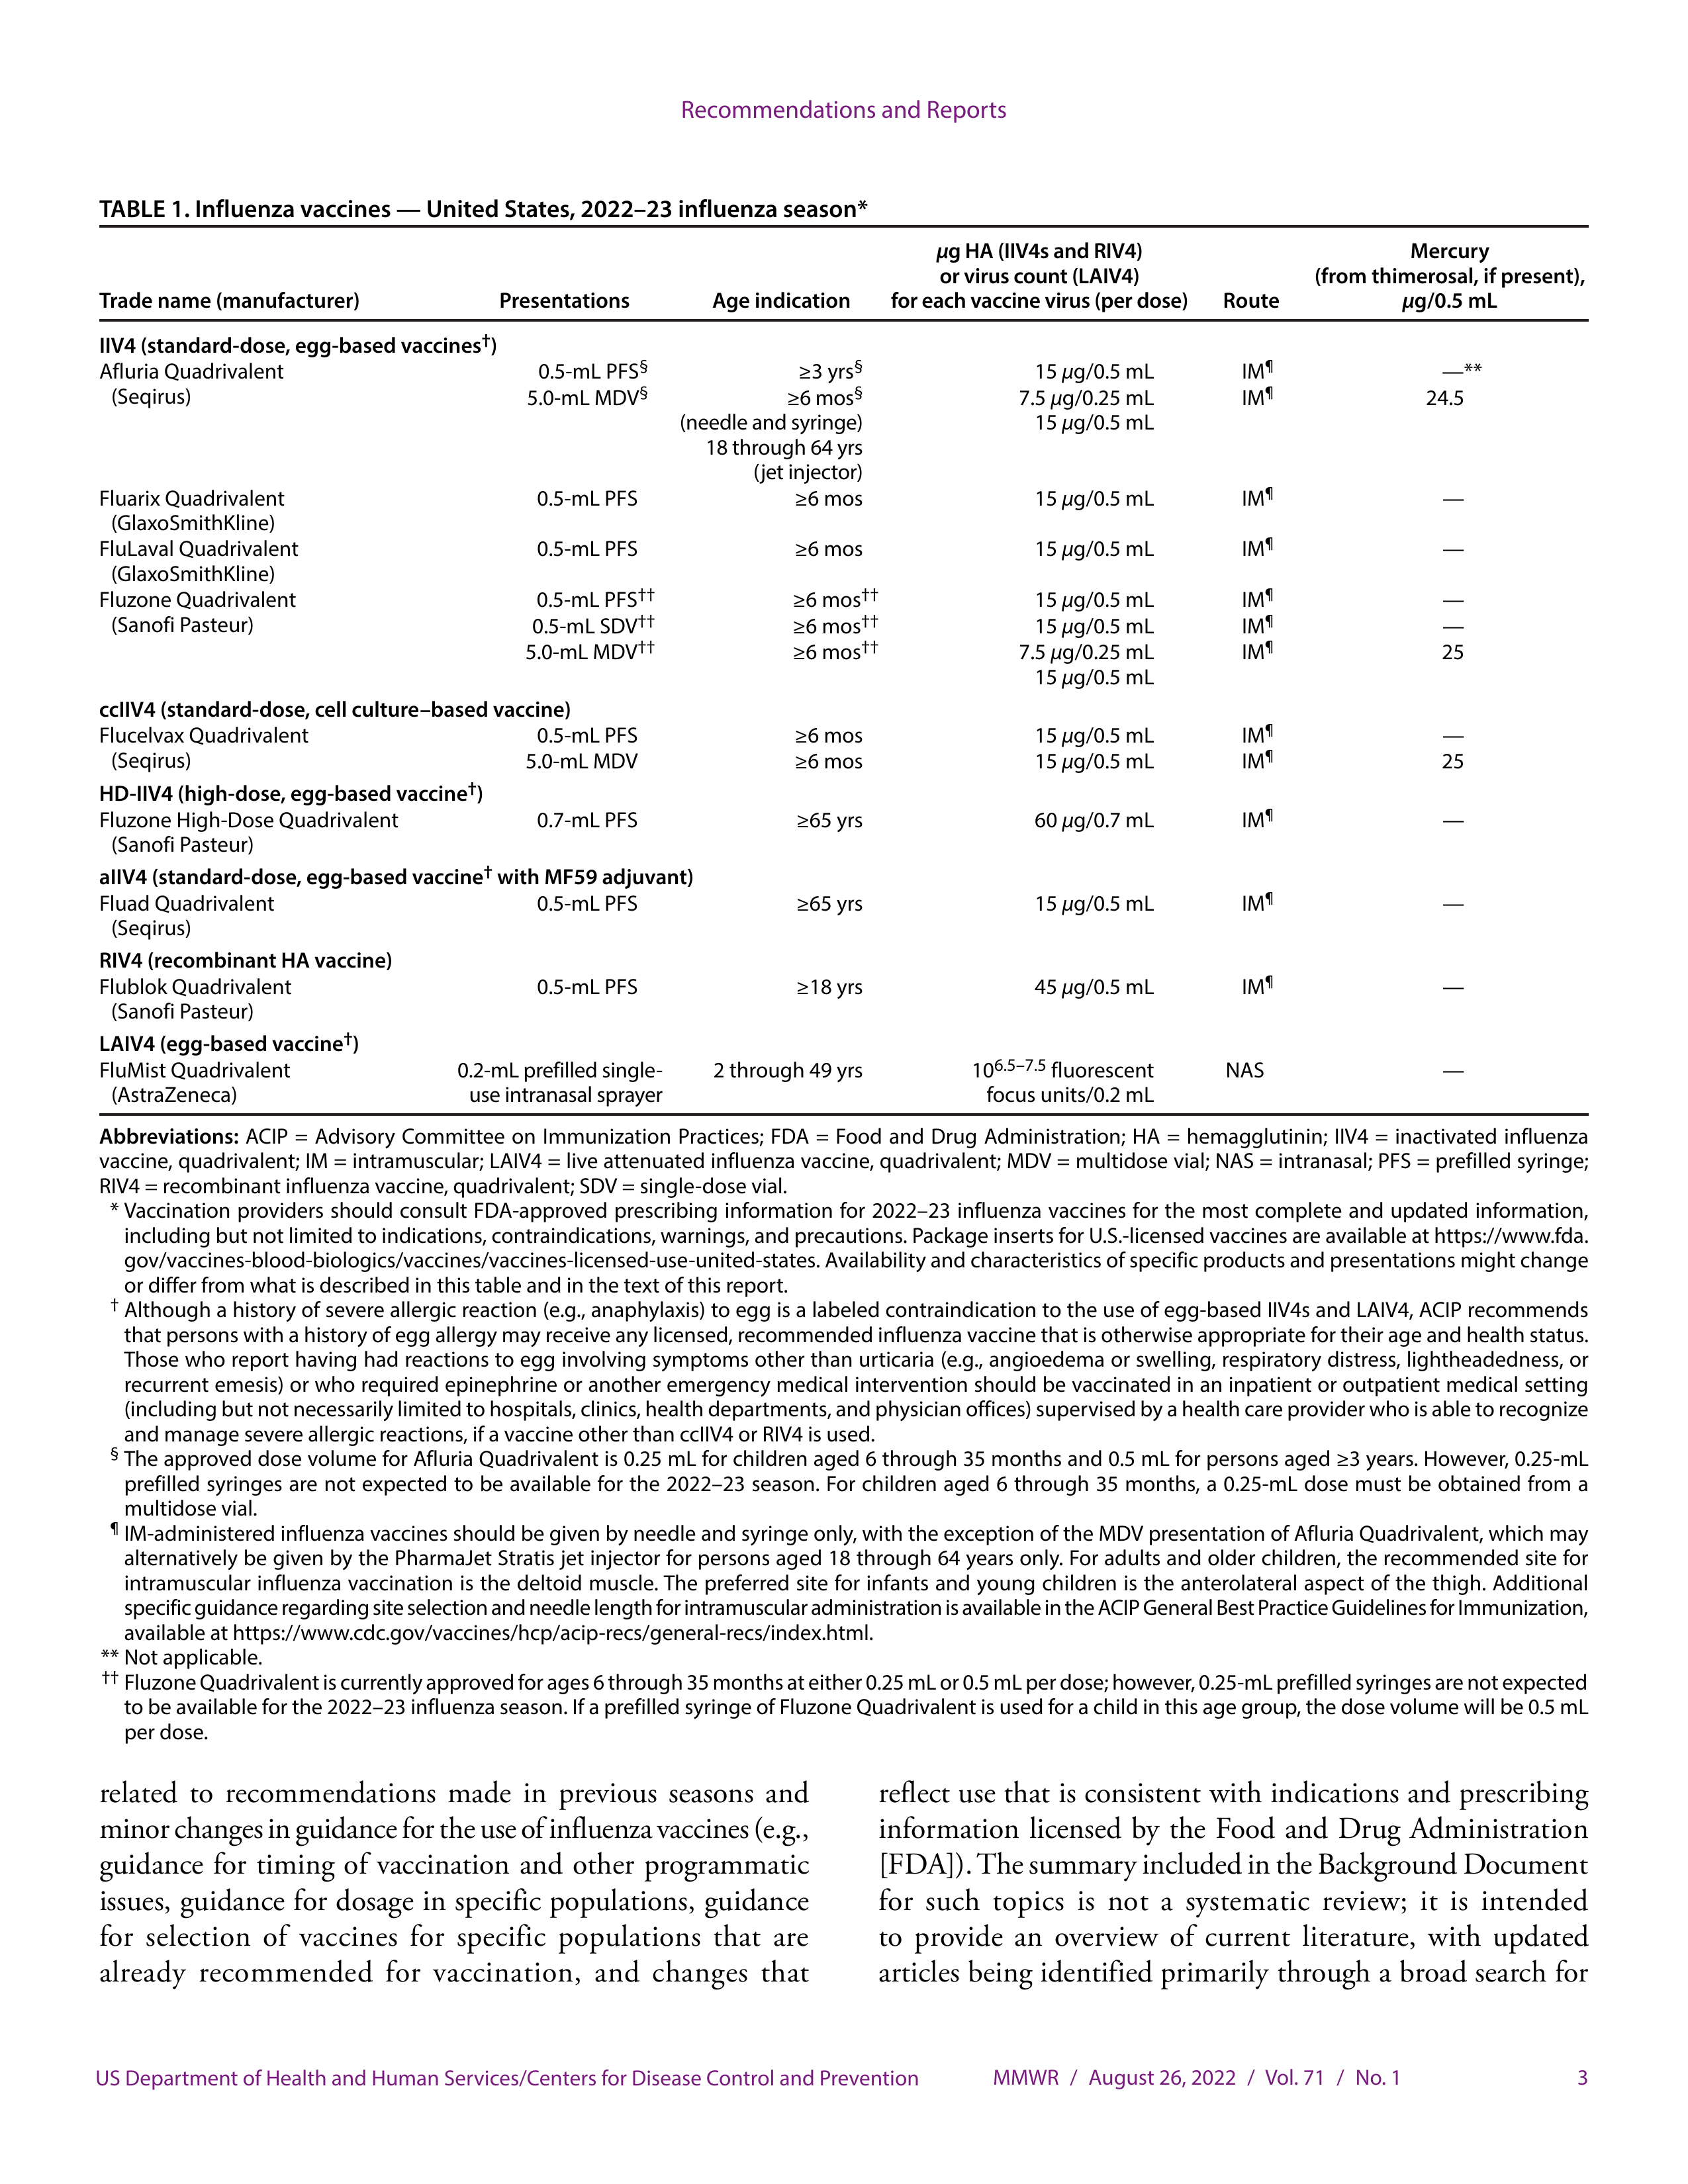 Recommendations and Reports
TABLE 1. Influenza vaccines — United States, 2022–23 influenza season*
Trade name (manufacturer) Presentations Age indication µg HA (IIV4s and RIV4) or virus count (LAIV4) for each vaccine virus (per dose) Route Mercury (from thimerosal, if present), µg/0.5 mL
IIV4 (standard-dose, egg-based vaccines†)
Afluria Quadrivalent 0.5-mL PFS§ ≥3 yrs§ 15 µg/0.5 mL IM¶ —**
(Seqirus) 5.0-mL MDV§ ≥6 mos§ 7.5 µg/0.25 mL IM¶ 24.5
(needle and syringe) 15 µg/0.5 mL
18 through 64 yrs
(jet injector)
Fluarix Quadrivalent 0.5-mL PFS ≥6 mos 15 µg/0.5 mL IM¶ —
(GlaxoSmithKline)
FluLaval Quadrivalent 0.5-mL PFS ≥6 mos 15 µg/0.5 mL IM¶ —
(GlaxoSmithKline)
Fluzone Quadrivalent 0.5-mL PFS†† ≥6 mos†† 15 µg/0.5 mL IM¶ —
(Sanofi Pasteur) 0.5-mL SDV†† ≥6 mos†† 15 µg/0.5 mL IM¶ —
5.0-mL MDV†† ≥6 mos†† 7.5 µg/0.25 mL IM¶ 25
15 µg/0.5 mL
ccIIV4 (standard-dose, cell culture–based vaccine)
Flucelvax Quadrivalent 0.5-mL PFS ≥6 mos 15 µg/0.5 mL IM¶ —
(Seqirus) 5.0-mL MDV ≥6 mos 15 µg/0.5 mL IM¶ 25
HD-IIV4 (high-dose, egg-based vaccine†)
Fluzone High-Dose Quadrivalent 0.7-mL PFS ≥65 yrs 60 µg/0.7 mL IM¶ —
(Sanofi Pasteur)
aIIV4 (standard-dose, egg-based vaccine† with MF59 adjuvant)
Fluad Quadrivalent 0.5-mL PFS ≥65 yrs 15 µg/0.5 mL IM¶ —
(Seqirus)
RIV4 (recombinant HA vaccine)
Flublok Quadrivalent 0.5-mL PFS ≥18 yrs 45 µg/0.5 mL IM¶ —
(Sanofi Pasteur)
LAIV4 (egg-based vaccine†)
FluMist Quadrivalent 0.2-mL prefilled single- 2 through 49 yrs 10^6.5–7.5 fluorescent NAS —
(AstraZeneca) use intranasal sprayer focus units/0.2 mL
Abbreviations: ACIP = Advisory Committee on Immunization Practices; FDA = Food and Drug Administration; HA = hemagglutinin; IIV4 = inactivated influenza
vaccine, quadrivalent; IM = intramuscular; LAIV4 = live attenuated influenza vaccine, quadrivalent; MDV = multidose vial; NAS = intranasal; PFS = prefilled syringe;
RIV4 = recombinant influenza vaccine, quadrivalent; SDV = single-dose vial.
* Vaccination providers should consult FDA-approved prescribing information for 2022–23 influenza vaccines for the most complete and updated information,
including but not limited to indications, contraindications, warnings, and precautions. Package inserts for U.S.-licensed vaccines are available at https://www.fda.
gov/vaccines-blood-biologics/vaccines/vaccines-licensed-use-united-states. Availability and characteristics of specific products and presentations might change
or differ from what is described in this table and in the text of this report.
† Although a history of severe allergic reaction (e.g., anaphylaxis) to egg is a labeled contraindication to the use of egg-based IIV4s and LAIV4, ACIP recommends
that persons with a history of egg allergy may receive any licensed, recommended influenza vaccine that is otherwise appropriate for their age and health status.
Those who report having had reactions to egg involving symptoms other than urticaria (e.g., angioedema or swelling, respiratory distress, lightheadedness, or
recurrent emesis) or who required epinephrine or another emergency medical intervention should be vaccinated in an inpatient or outpatient medical setting
(including but not necessarily limited to hospitals, clinics, health departments, and physician offices) supervised by a health care provider who is able to recognize
and manage severe allergic reactions, if a vaccine other than ccIIV4 or RIV4 is used.
§ The approved dose volume for Afluria Quadrivalent is 0.25 mL for children aged 6 through 35 months and 0.5 mL for persons aged ≥3 years. However, 0.25-mL
prefilled syringes are not expected to be available for the 2022–23 season. For children aged 6 through 35 months, a 0.25-mL dose must be obtained from a
multidose vial.
¶ IM-administered influenza vaccines should be given by needle and syringe only, with the exception of the MDV presentation of Afluria Quadrivalent, which may
alternatively be given by the PharmaJet Stratis jet injector for persons aged 18 through 64 years only. For adults and older children, the recommended site for
intramuscular influenza vaccination is the deltoid muscle. The preferred site for infants and young children is the anterolateral aspect of the thigh. Additional
specific guidance regarding site selection and needle length for intramuscular administration is available in the ACIP General Best Practice Guidelines for Immunization,
available at https://www.cdc.gov/vaccines/hcp/acip-recs/general-recs/index.html.
** Not applicable.
†† Fluzone Quadrivalent is currently approved for ages 6 through 35 months at either 0.25 mL or 0.5 mL per dose; however, 0.25-mL prefilled syringes are not expected
to be available for the 2022–23 influenza season. If a prefilled syringe of Fluzone Quadrivalent is used for a child in this age group, the dose volume will be 0.5 mL
per dose.
related to recommendations made in previous seasons and
minor changes in guidance for the use of influenza vaccines (e.g.,
guidance for timing of vaccination and other programmatic
issues, guidance for dosage in specific populations, guidance
for selection of vaccines for specific populations that are
already recommended for vaccination, and changes that
reflect use that is consistent with indications and prescribing
information licensed by the Food and Drug Administration
[FDA]). The summary included in the Background Document
for such topics is not a systematic review; it is intended
to provide an overview of current literature, with updated
articles being identified primarily through a broad search for
US Department of Health and Human Services/Centers for Disease Control and Prevention MMWR / August 26, 2022 / Vol. 71 / No. 1 3